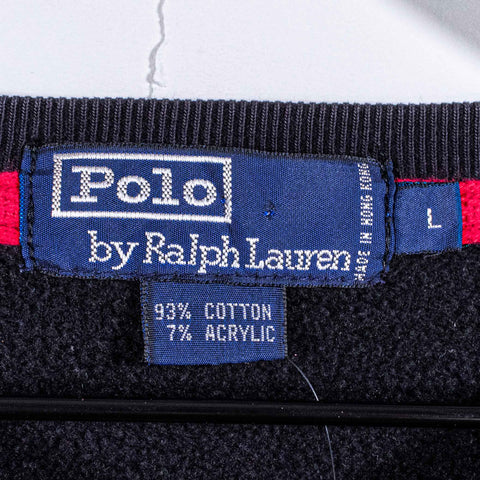 Polo
by Ralph Lauren
MADE IN HONG KONG
L
93% COTTON
7% ACRYLIC